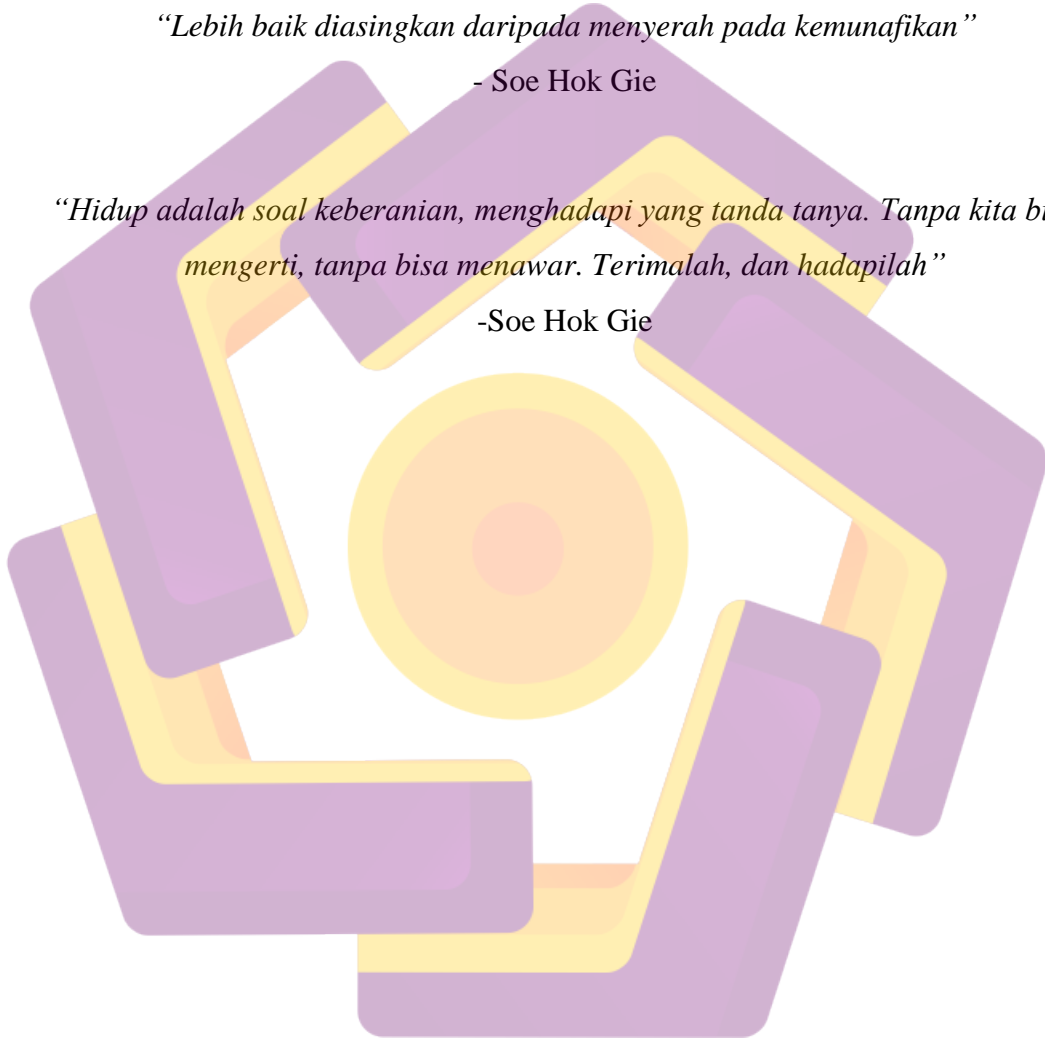 “Lebih baik diasingkan daripada menyerah pada kemunafikan”
- Soe Hok Gie
“Hidup adalah soal keberanian, menghadapi yang tanda tanya. Tanpa kita
mengerti, tanpa bisa menawar. Terimalah, dan hadapilah”
-Soe Hok Gie